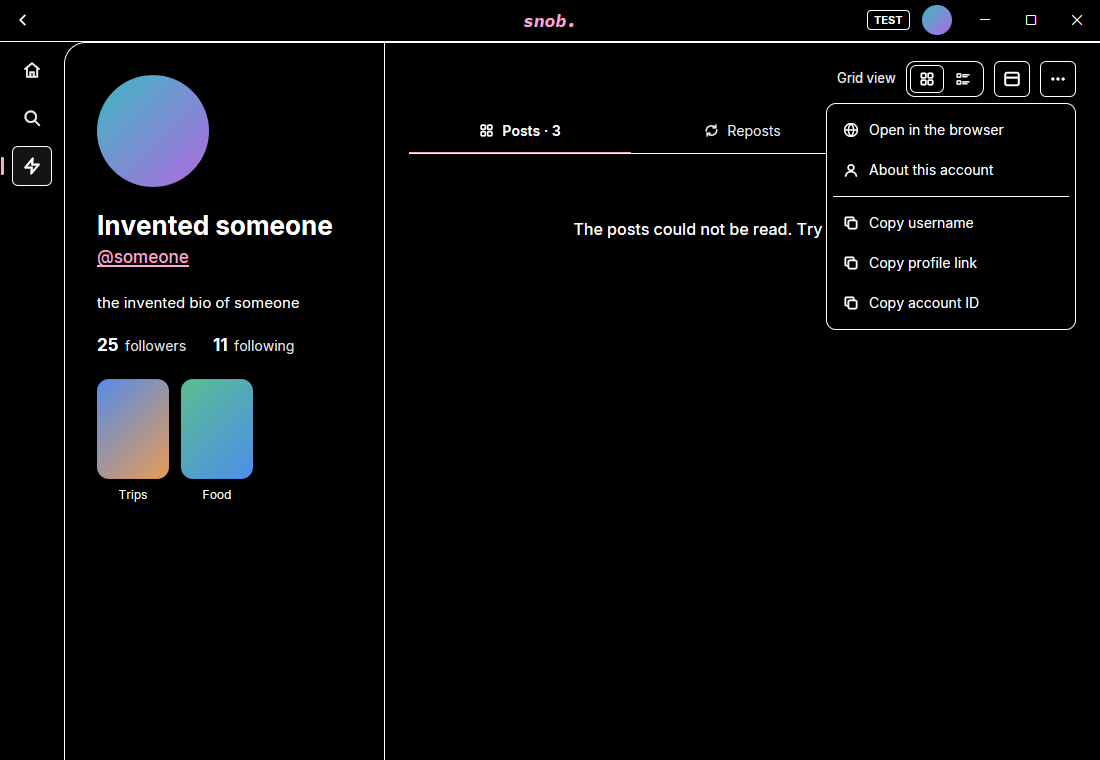 snob.
TEST
Grid view
Posts · 3
Reposts
Open in the browser
About this account
Copy username
Copy profile link
Copy account ID
The posts could not be read. Try
Invented someone
@someone
the invented bio of someone
25 followers 11 following
Trips
Food